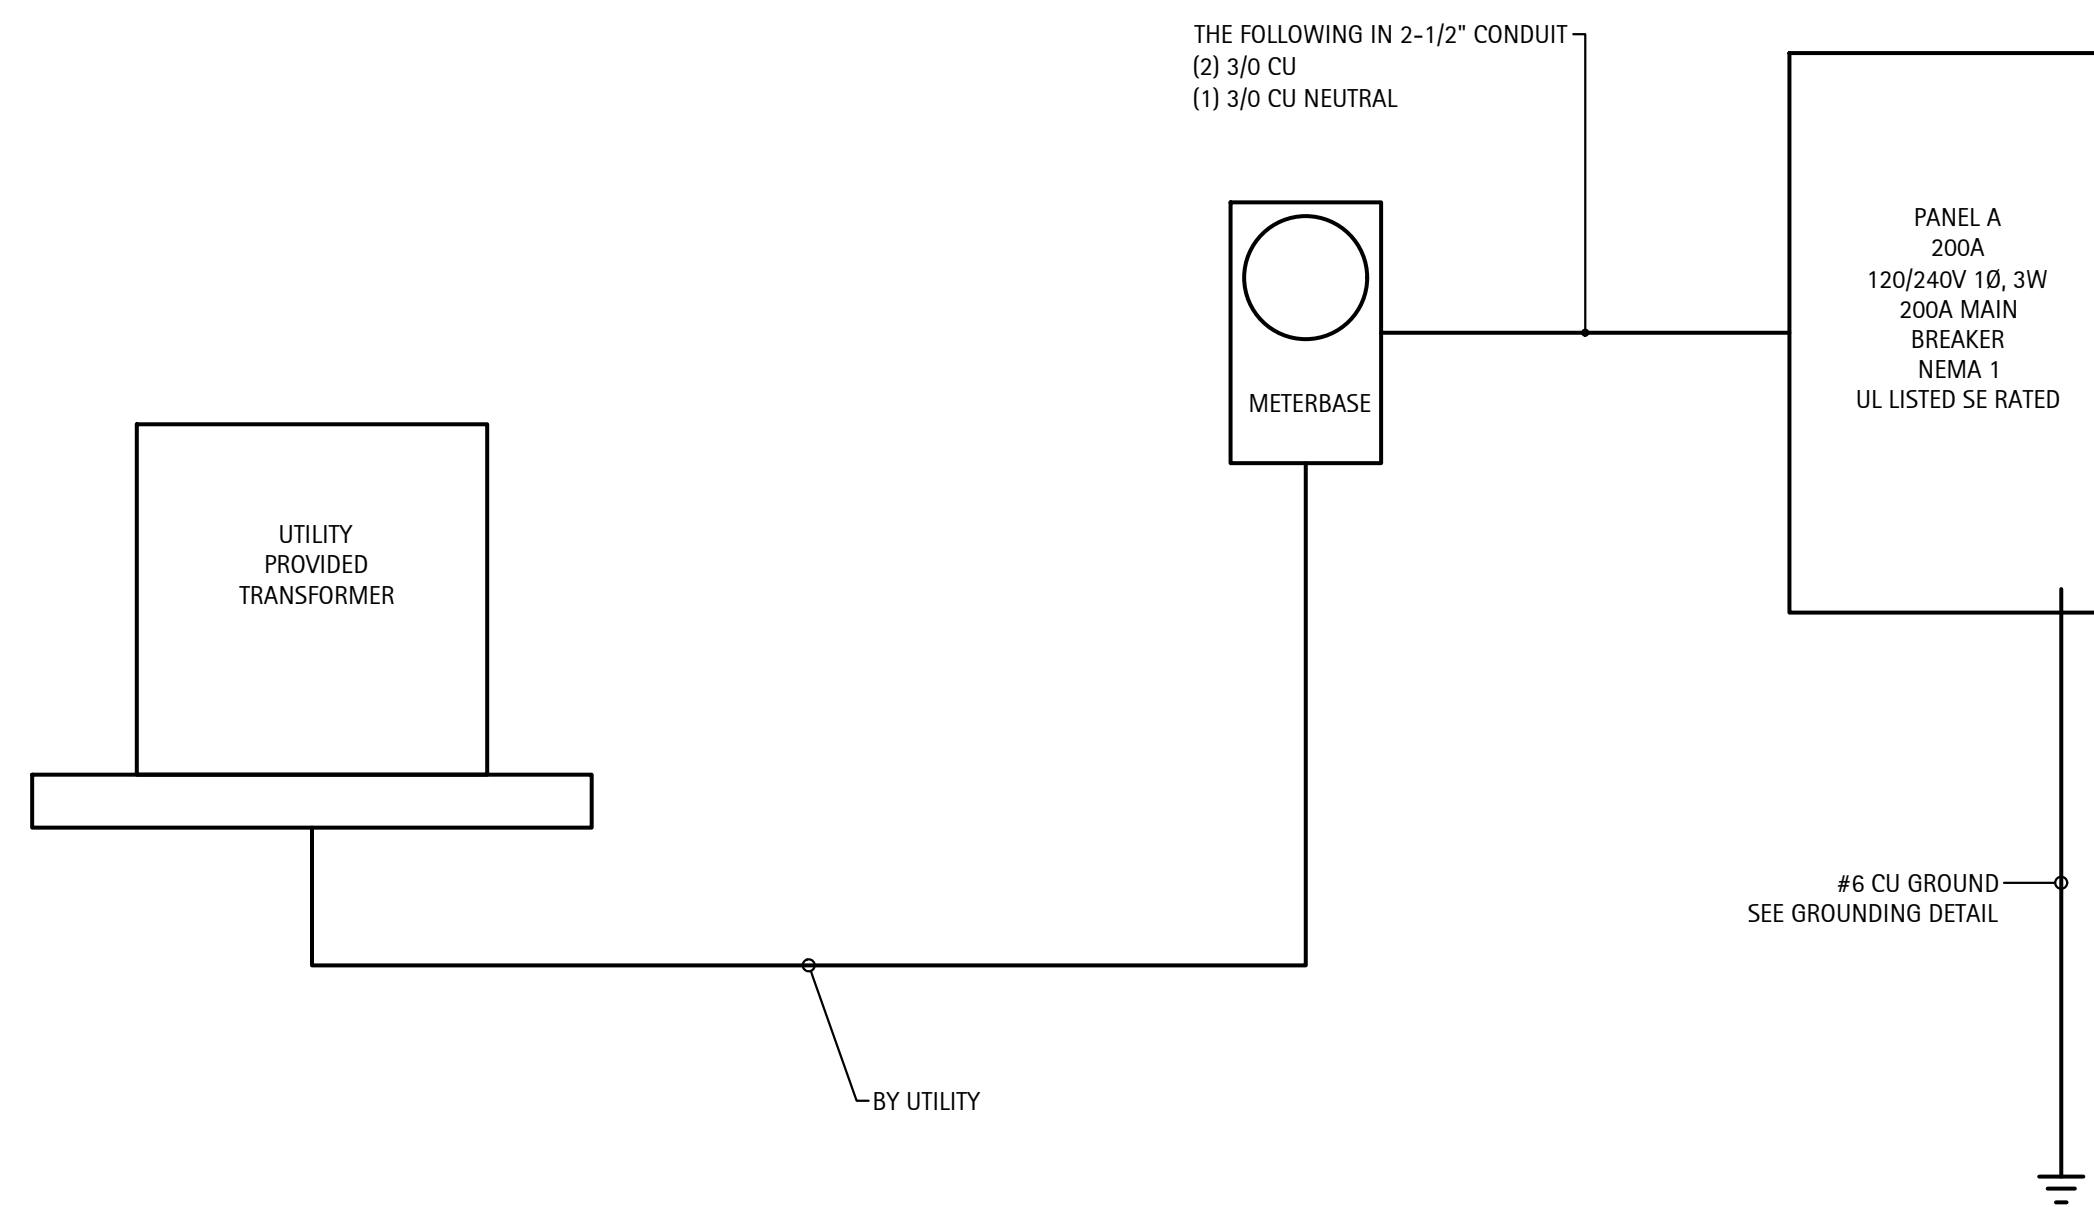 THE FOLLOWING IN 2-1/2" CONDUIT
(2) 3/0 CU
(1) 3/0 CU NEUTRAL
PANEL A
200A
120/240V 1Ø, 3W
200A MAIN
BREAKER
NEMA 1
UL LISTED SE RATED
METERBASE
UTILITY
PROVIDED
TRANSFORMER
#6 CU GROUND
SEE GROUNDING DETAIL
BY UTILITY